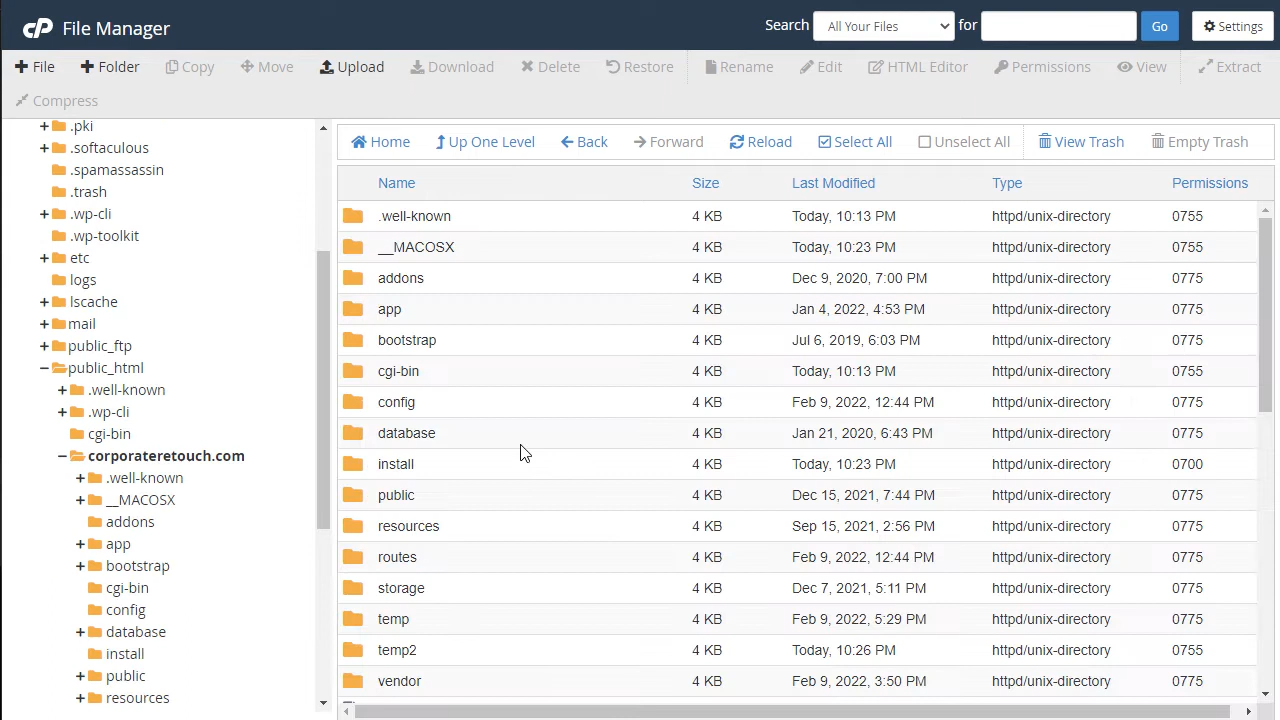 cP File Manager Search All Your Files for Go Settings
File Folder Copy Move Upload Download Delete Restore Rename Edit HTML Editor Permissions View Extract
Compress
.pki
.softaculous
.spamassassin
.trash
.wp-cli
.wp-toolkit
etc
logs
lscache
mail
public_ftp
public_html
.well-known
.wp-cli
cgi-bin
corporateretouch.com
.well-known
__MACOSX
addons
app
bootstrap
cgi-bin
config
database
install
public
resources
Home Up One Level Back Forward Reload Select All Unselect All View Trash Empty Trash
Name Size Last Modified Type Permissions
.well-known 4 KB Today, 10:13 PM httpd/unix-directory 0755
__MACOSX 4 KB Today, 10:23 PM httpd/unix-directory 0755
addons 4 KB Dec 9, 2020, 7:00 PM httpd/unix-directory 0775
app 4 KB Jan 4, 2022, 4:53 PM httpd/unix-directory 0775
bootstrap 4 KB Jul 6, 2019, 6:03 PM httpd/unix-directory 0775
cgi-bin 4 KB Today, 10:13 PM httpd/unix-directory 0755
config 4 KB Feb 9, 2022, 12:44 PM httpd/unix-directory 0775
database 4 KB Jan 21, 2020, 6:43 PM httpd/unix-directory 0775
install 4 KB Today, 10:23 PM httpd/unix-directory 0700
public 4 KB Dec 15, 2021, 7:44 PM httpd/unix-directory 0775
resources 4 KB Sep 15, 2021, 2:56 PM httpd/unix-directory 0775
routes 4 KB Feb 9, 2022, 12:44 PM httpd/unix-directory 0775
storage 4 KB Dec 7, 2021, 5:11 PM httpd/unix-directory 0775
temp 4 KB Feb 9, 2022, 5:29 PM httpd/unix-directory 0775
temp2 4 KB Today, 10:26 PM httpd/unix-directory 0775
vendor 4 KB Feb 9, 2022, 3:50 PM httpd/unix-directory 0775